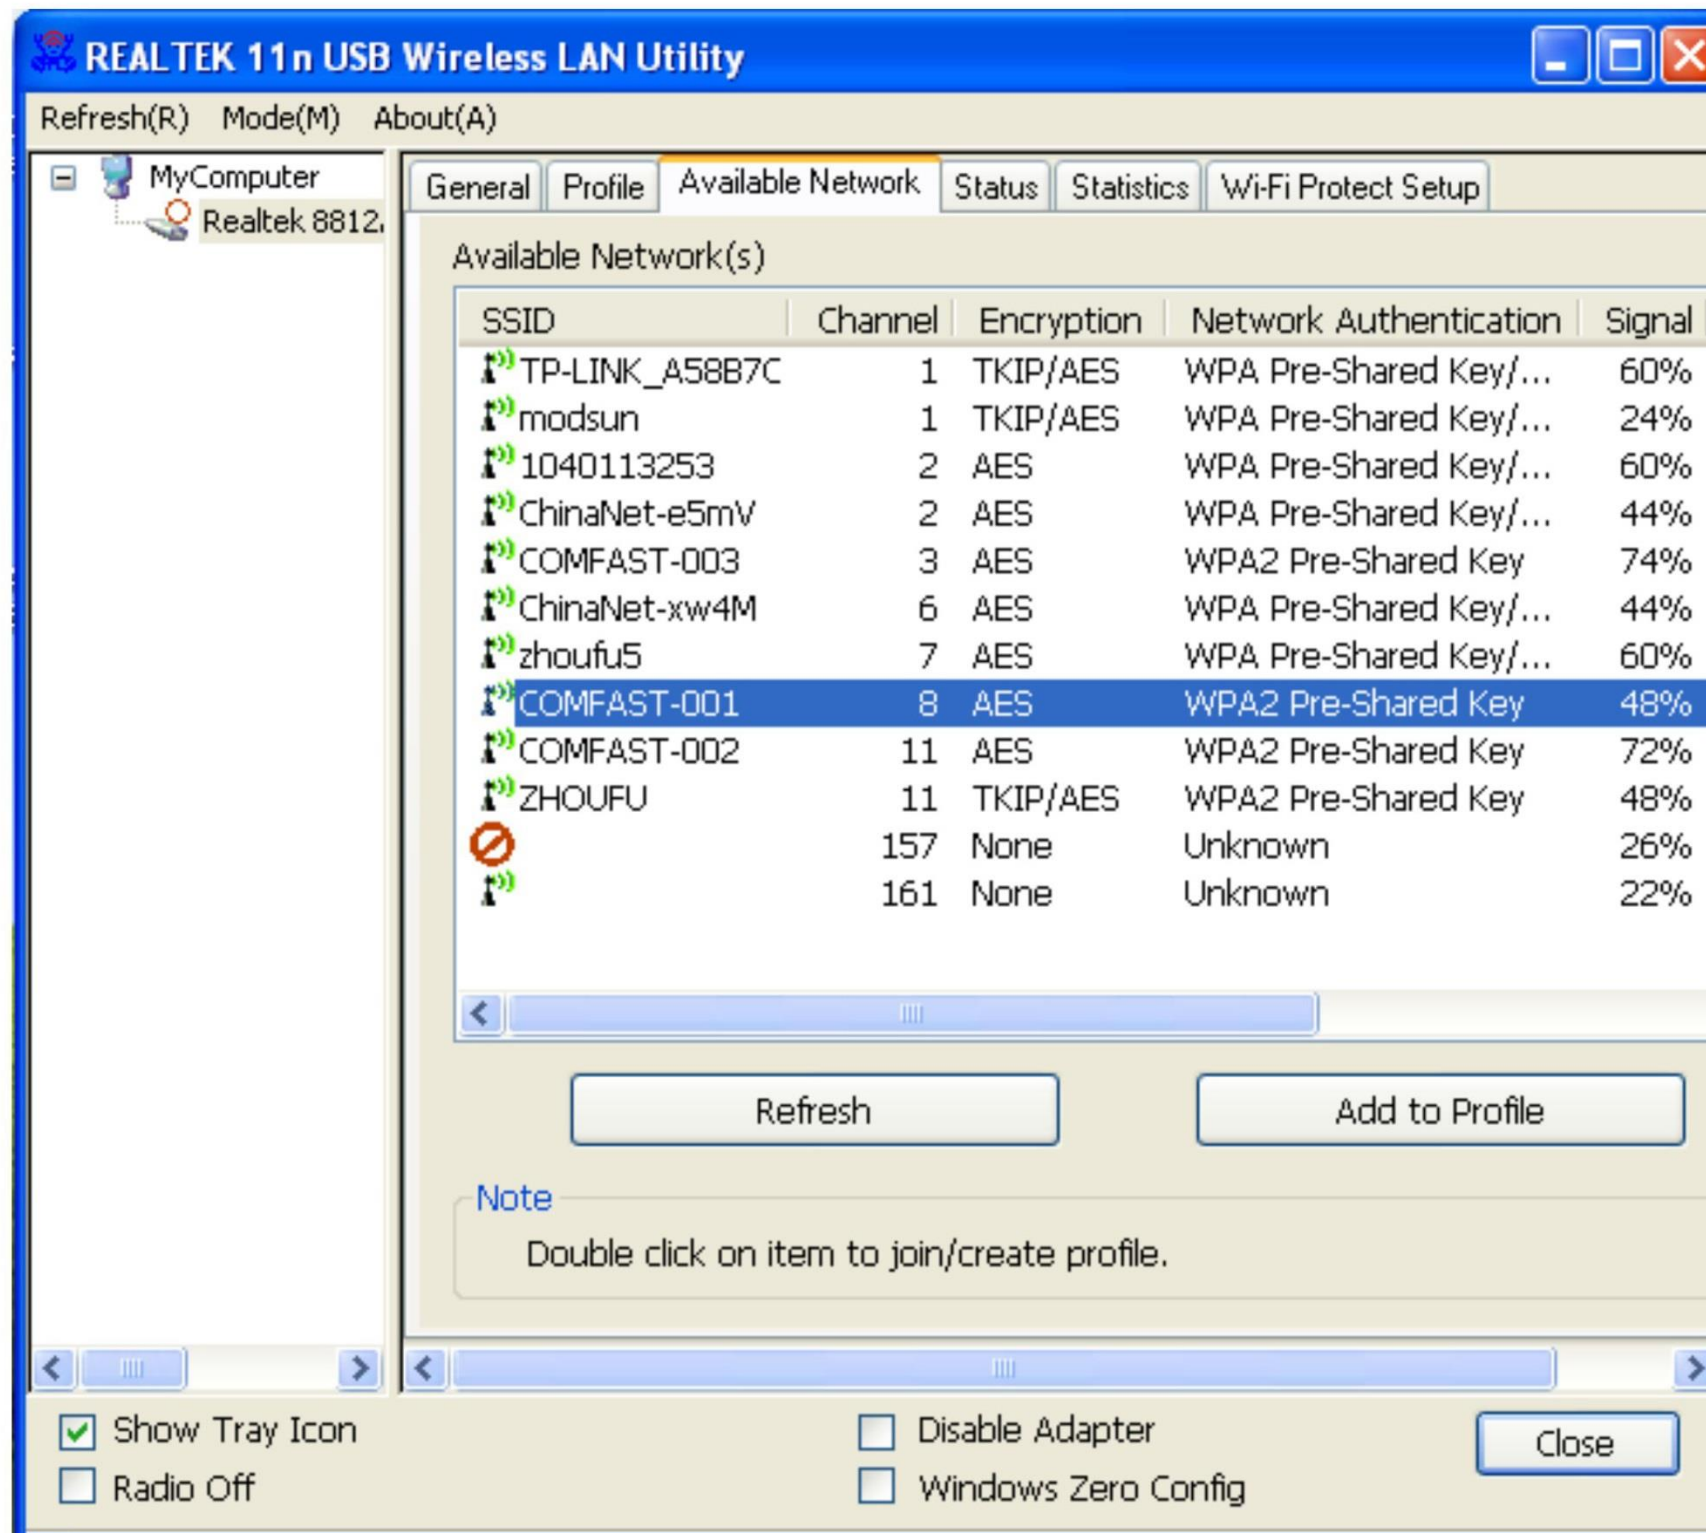 REALTEK 11n USB Wireless LAN Utility
Refresh(R) Mode(M) About(A)
MyComputer
Realtek 8812
General Profile Available Network Status Statistics Wi-Fi Protect Setup
Available Network(s)
SSID Channel Encryption Network Authentication Signal
TP-LINK_A58B7C 1 TKIP/AES WPA Pre-Shared Key/... 60%
modsun 1 TKIP/AES WPA Pre-Shared Key/... 24%
1040113253 2 AES WPA Pre-Shared Key/... 60%
ChinaNet-e5mV 2 AES WPA Pre-Shared Key/... 44%
COMFAST-003 3 AES WPA2 Pre-Shared Key 74%
ChinaNet-xw4M 6 AES WPA Pre-Shared Key/... 44%
zhoufu5 7 AES WPA Pre-Shared Key/... 60%
COMFAST-001 8 AES WPA2 Pre-Shared Key 48%
COMFAST-002 11 AES WPA2 Pre-Shared Key 72%
ZHOUFU 11 TKIP/AES WPA2 Pre-Shared Key 48%
157 None Unknown 26%
161 None Unknown 22%
Refresh Add to Profile
Note
Double click on item to join/create profile.
Show Tray Icon Disable Adapter Close
Radio Off Windows Zero Config